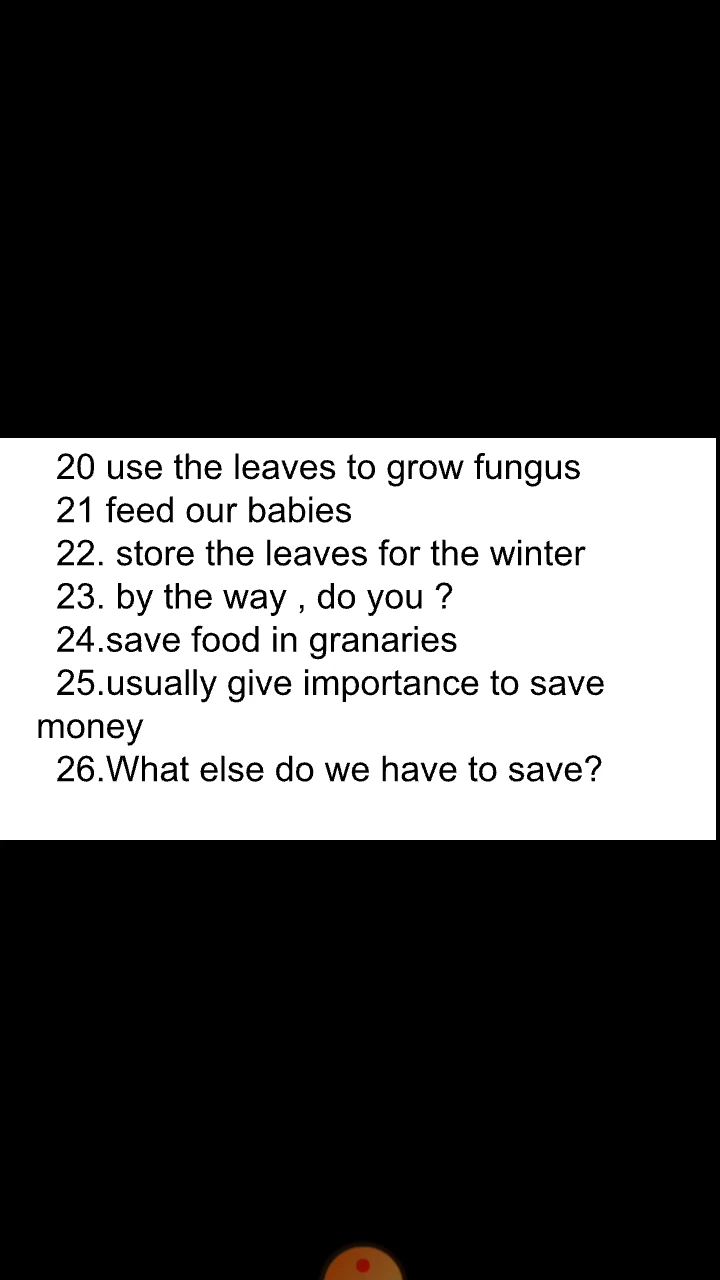 20 use the leaves to grow fungus
21 feed our babies
22. store the leaves for the winter
23. by the way , do you ?
24.save food in granaries
25.usually give importance to save
money
26.What else do we have to save?